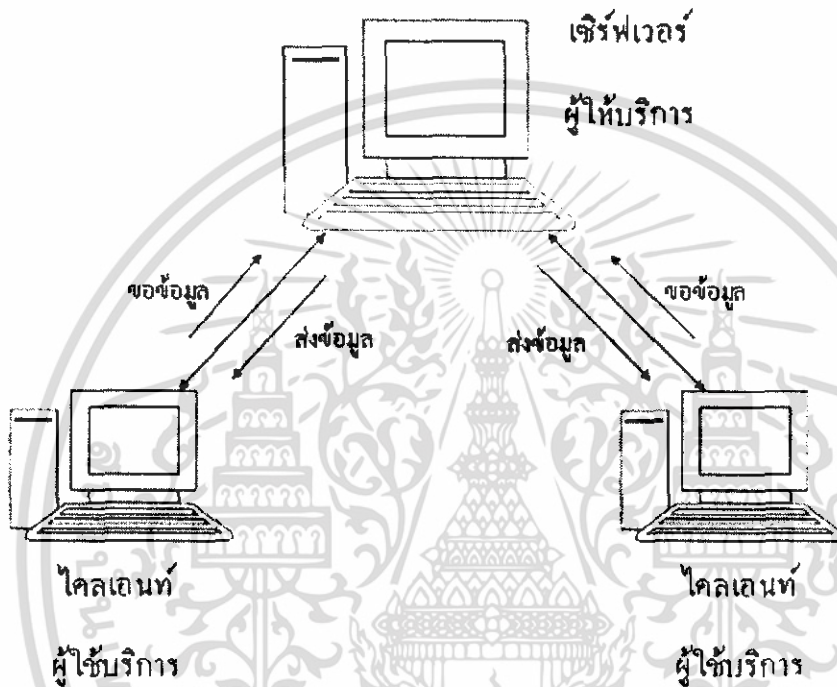 เซิร์ฟเวอร์
ผู้ให้บริการ
ขอข้อมูล
ส่งข้อมูล
ส่งข้อมูล
ขอข้อมูล
ไคลเอนท์
ไคลเอนท์
ผู้ใช้บริการ
ผู้ใช้บริการ